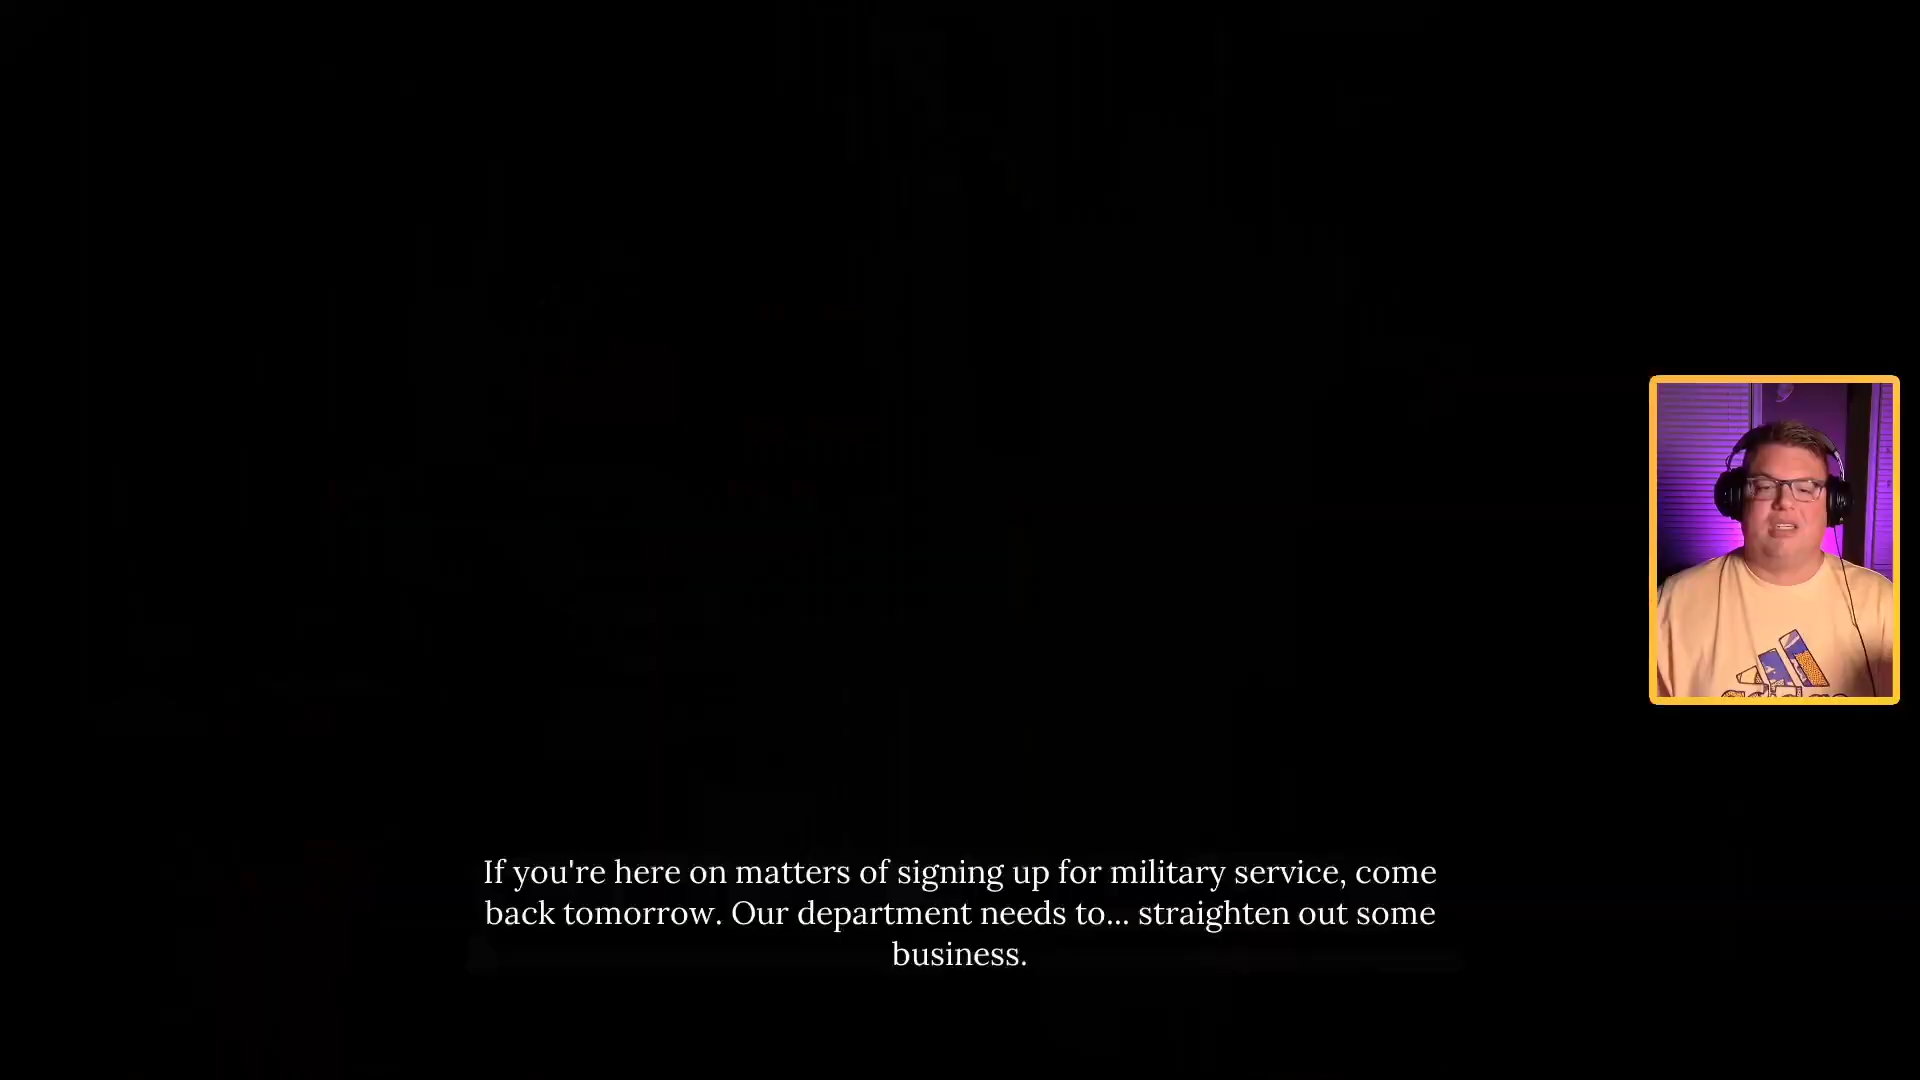 If you're here on matters of signing up for military service, come
back tomorrow. Our department needs to... straighten out some
business.
adidas